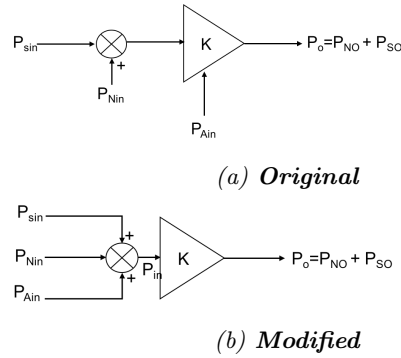 P_sin
+
P_Nin
K
P_Ain
P_o=P_NO + P_SO
(a) Original
P_sin
+
P_Nin
P_in
K
P_o=P_NO + P_SO
P_Ain
+
(b) Modified